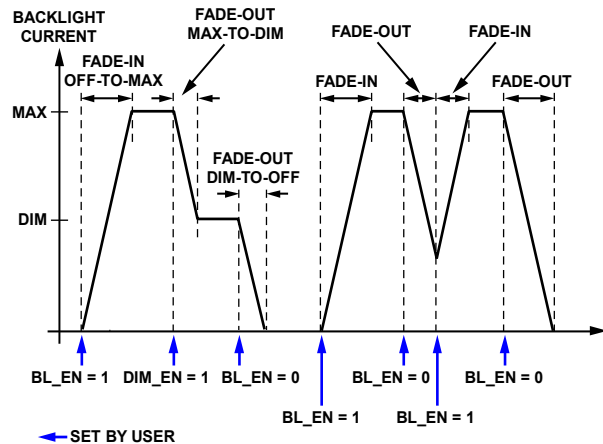 BACKLIGHT
CURRENT
FADE-OUT
MAX-TO-DIM
FADE-IN
OFF-TO-MAX
FADE-OUT
FADE-IN
FADE-IN
FADE-OUT
MAX
FADE-OUT
DIM-TO-OFF
DIM
BL_EN = 1
DIM_EN = 1
BL_EN = 0
BL_EN = 0
BL_EN = 0
BL_EN = 1
BL_EN = 1
SET BY USER